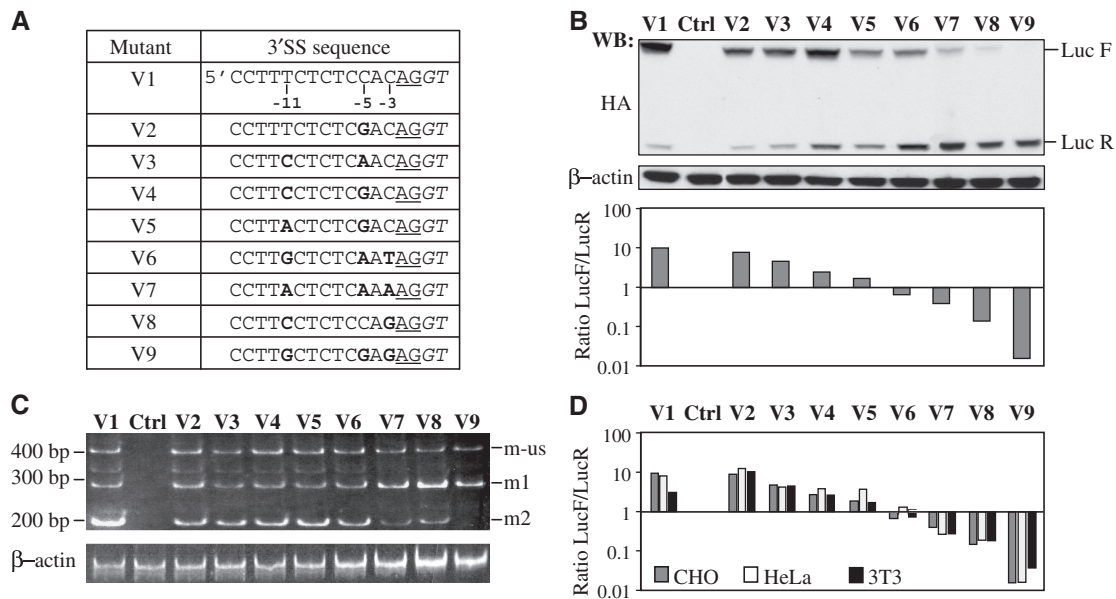 A
Mutant 3′SS sequence
V1 5′CCTTTCTCTCCACAGGT
-11 -5 -3
V2 CCTTTCTCTCGACAGGT
V3 CCTTCCTCTCAACAGGT
V4 CCTTCCTCTCGACAGGT
V5 CCTTACTCTCGACAGGT
V6 CCTTGCTCTCAATAGGT
V7 CCTTACTCTCAAAAGGT
V8 CCTTCCTCTCCAGAGGT
V9 CCTTGCTCTCGAGAGGT
B
V1 Ctrl V2 V3 V4 V5 V6 V7 V8 V9
WB:
Luc F
HA
Luc R
β–actin
Ratio LucF/LucR
100
10
1
0.1
0.01
C
V1 Ctrl V2 V3 V4 V5 V6 V7 V8 V9
400 bp
m-us
300 bp
m1
200 bp
m2
β–actin
D
V1 Ctrl V2 V3 V4 V5 V6 V7 V8 V9
Ratio LucF/LucR
100
10
1
0.1
0.01
CHO HeLa 3T3